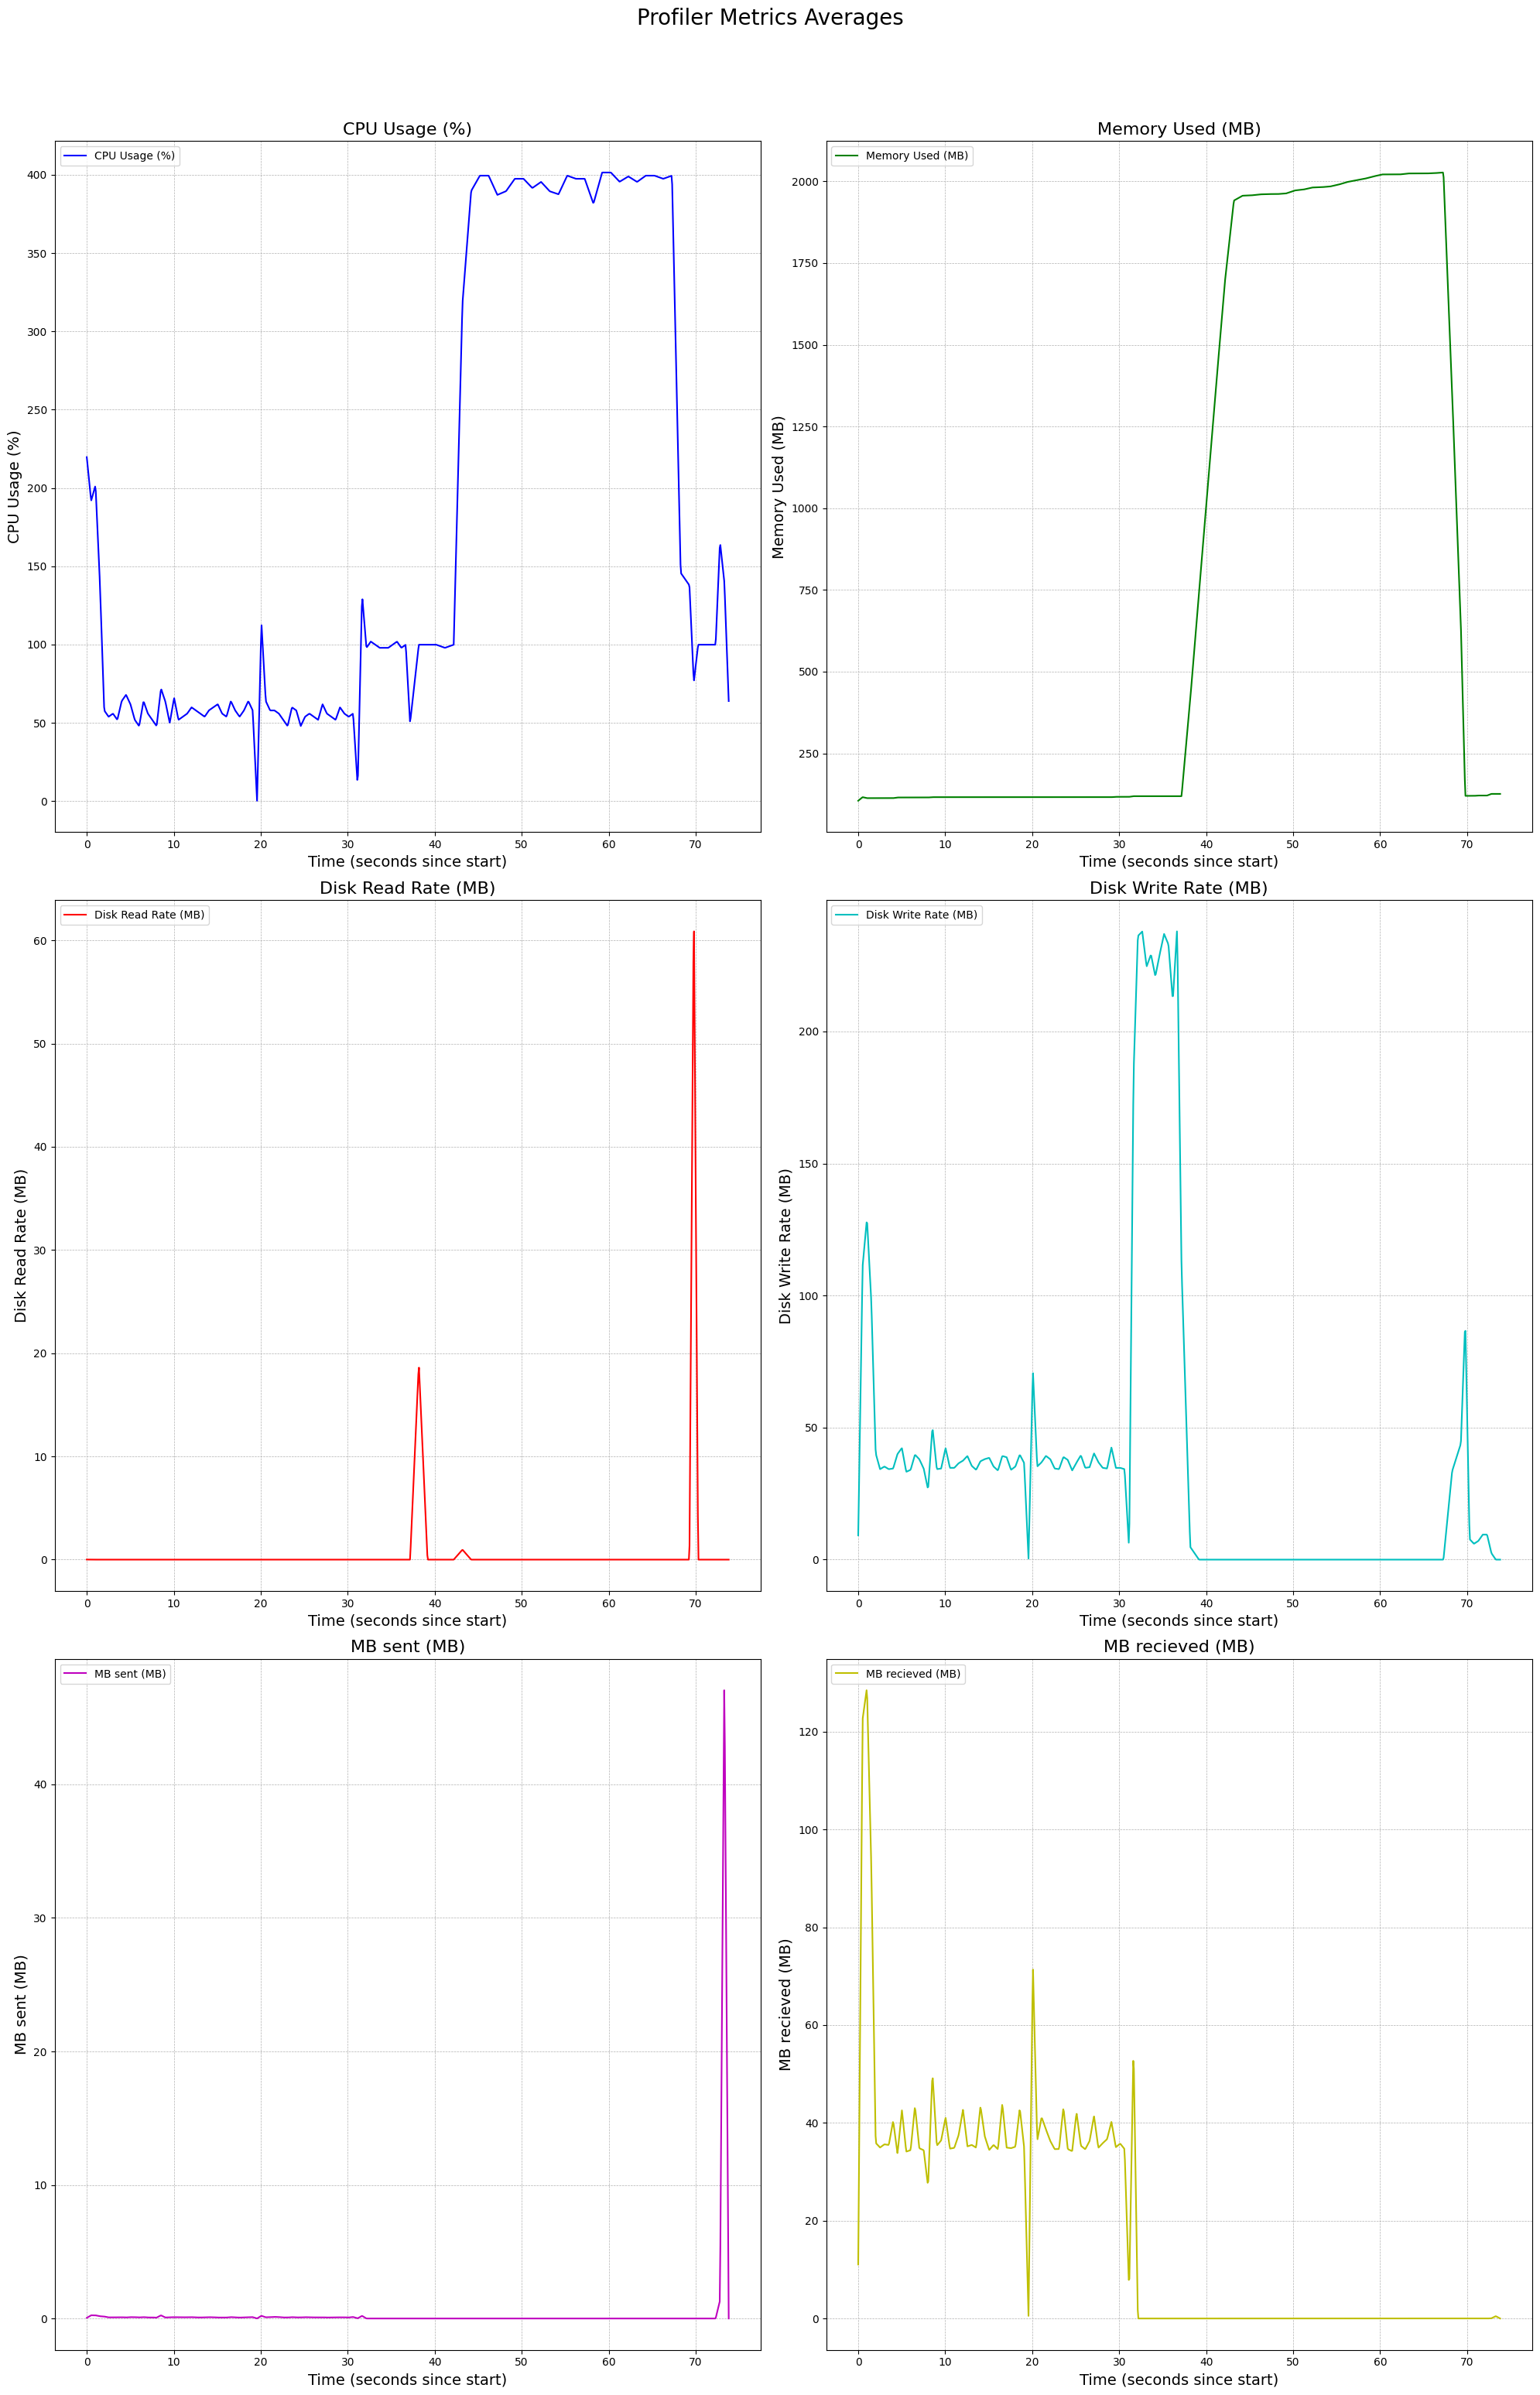 Profiler Metrics Averages
CPU Usage (%)
CPU Usage (%)
CPU Usage (%)
400
350
300
250
200
150
100
50
0
0 10 20 30 40 50 60 70
Time (seconds since start)
Memory Used (MB)
Memory Used (MB)
Memory Used (MB)
2000
1750
1500
1250
1000
750
500
250
0 10 20 30 40 50 60 70
Time (seconds since start)
Disk Read Rate (MB)
Disk Read Rate (MB)
Disk Read Rate (MB)
60
50
40
30
20
10
0
0 10 20 30 40 50 60 70
Time (seconds since start)
Disk Write Rate (MB)
Disk Write Rate (MB)
Disk Write Rate (MB)
200
150
100
50
0
0 10 20 30 40 50 60 70
Time (seconds since start)
MB sent (MB)
MB sent (MB)
MB sent (MB)
40
30
20
10
0
0 10 20 30 40 50 60 70
Time (seconds since start)
MB recieved (MB)
MB recieved (MB)
MB recieved (MB)
120
100
80
60
40
20
0
0 10 20 30 40 50 60 70
Time (seconds since start)